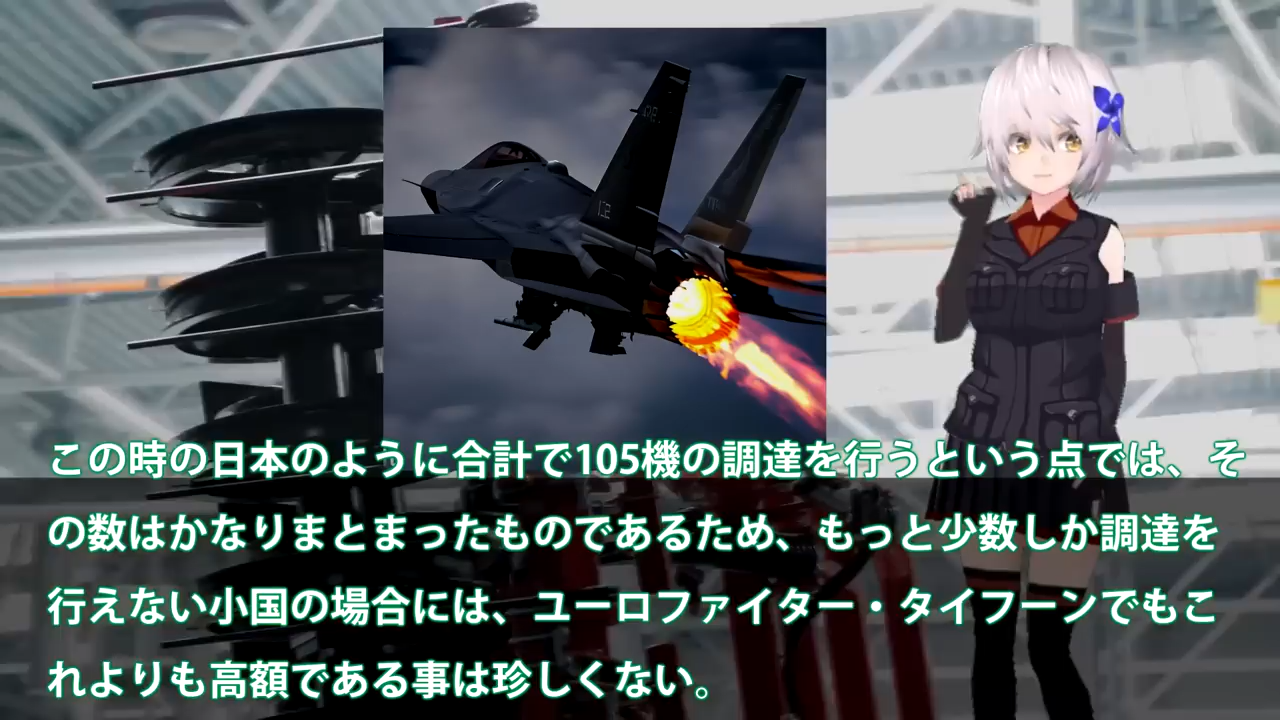 この時の日本のように合計で105機の調達を行うという点では、そ
の数はかなりまとまったものであるため、もっと少数しか調達を
行えない小国の場合には、ユーロファイター・タイフーンでもこ
れよりも高額である事は珍しくない。